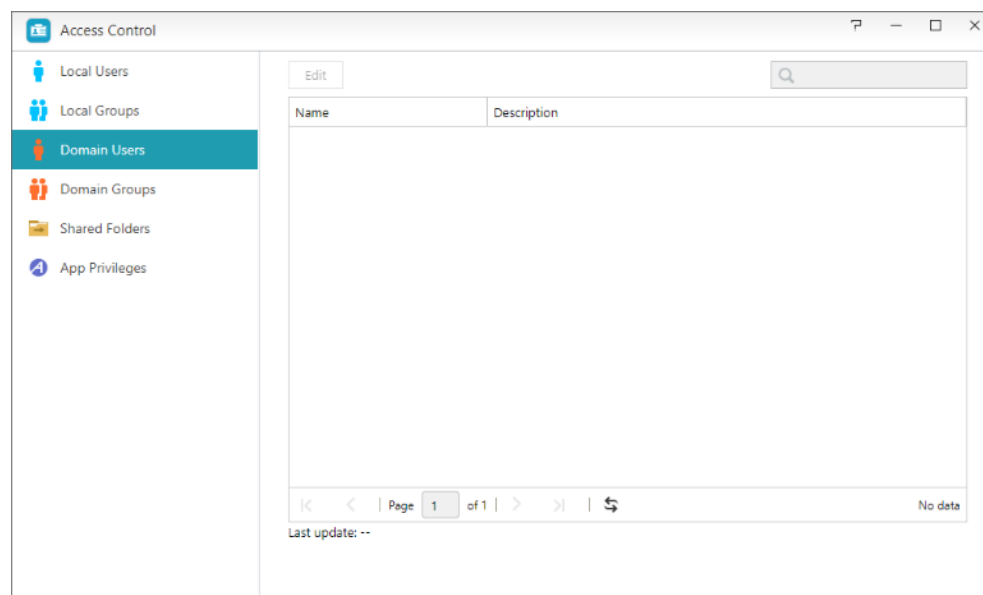 Access Control
Local Users
Local Groups
Domain Users
Domain Groups
Shared Folders
App Privileges
Edit
Name Description
Page 1 of 1 No data
Last update: --